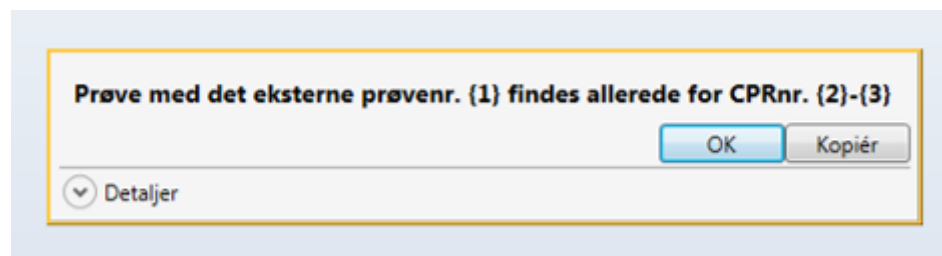 Prøve med det eksterne prøvenr. {1} findes allerede for CPRnr. {2}-{3}
OK Kopiér
Detaljer